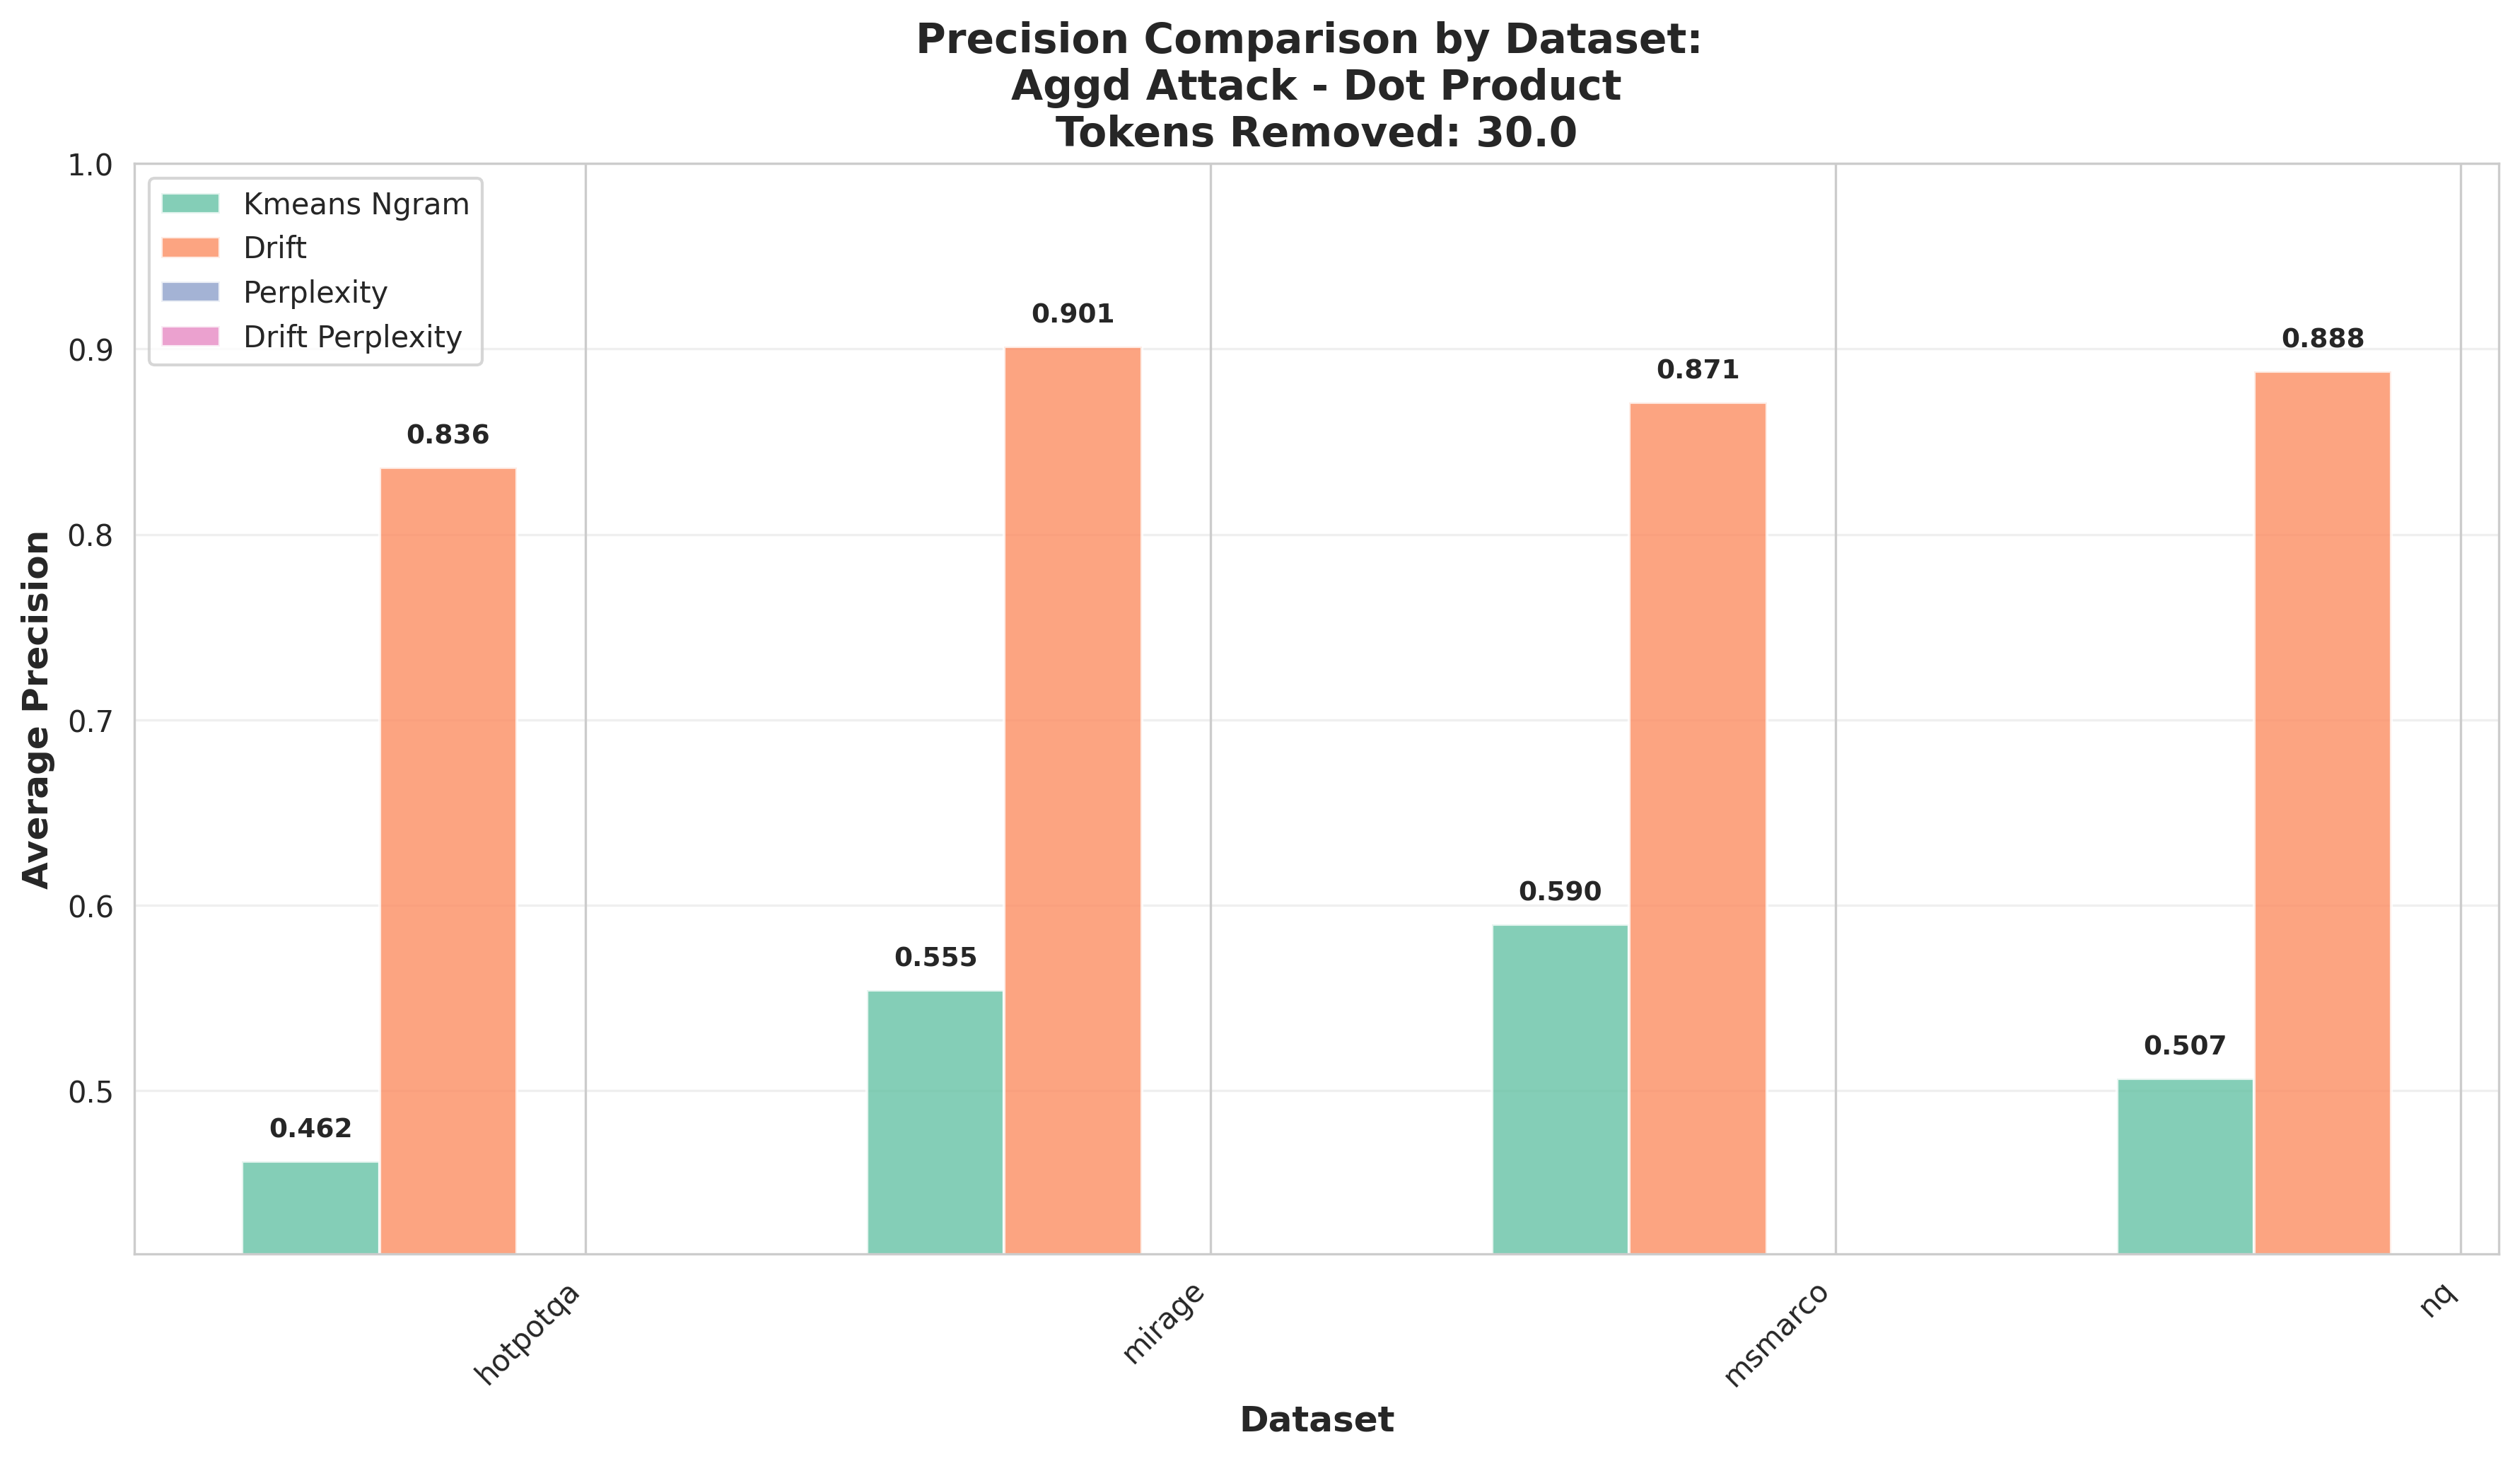 Precision Comparison by Dataset:
Aggd Attack - Dot Product
Tokens Removed: 30.0
1.0
0.9
0.8
0.7
0.6
0.5
Average Precision
Kmeans Ngram
Drift
Perplexity
Drift Perplexity
0.462
0.836
0.555
0.901
0.590
0.871
0.507
0.888
hotpotqa
mirage
msmarco
nq
Dataset